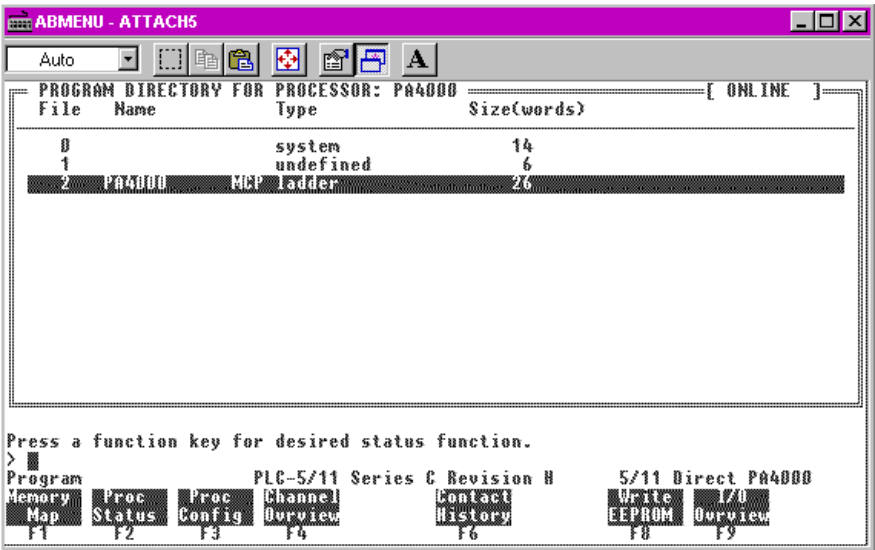 ABMENU - ATTACH5
Auto
A
PROGRAM DIRECTORY FOR PROCESSOR: PA4000 [ ONLINE ]
File Name Type Size(words)
0 system 14
1 undefined 6
2 PA4000 MCP ladder 26
Press a function key for desired status function.
>
Program PLC-5/11 Series C Revision H 5/11 Direct PA4000
Memory Proc Proc Channel Contact Write I/O
Map Status Config Overview History EEPROM Overview
F1 F2 F3 F4 F6 F8 F9